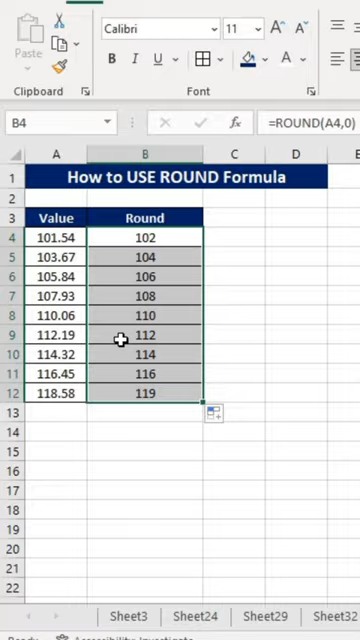 Calibri 11 A A
Paste B I U A
Clipboard Font
B4 fx =ROUND(A4,0)
A B C D E
1 How to USE ROUND Formula
2
3 Value Round
4 101.54 102
5 103.67 104
6 105.84 106
7 107.93 108
8 110.06 110
9 112.19 112
10 114.32 114
11 116.45 116
12 118.58 119
13
14
15
16
17
18
19
20
21
22
Sheet3 Sheet24 Sheet29 Sheet32